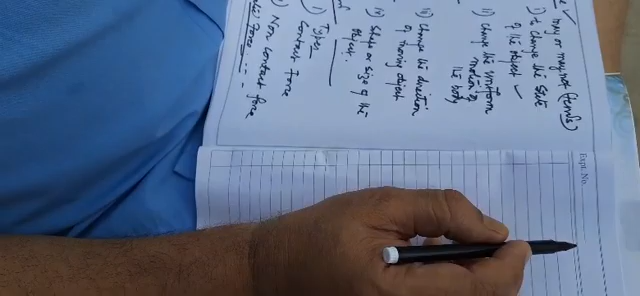 may or may not (tends)
i) to change the state
of the object
ii) Change the uniform
motion of
the body
iii) Change the direction
of moving object
iv) Shape or size of the
object.
Types
(1) Contact Force
) Non contact force
Force
Expt. No.